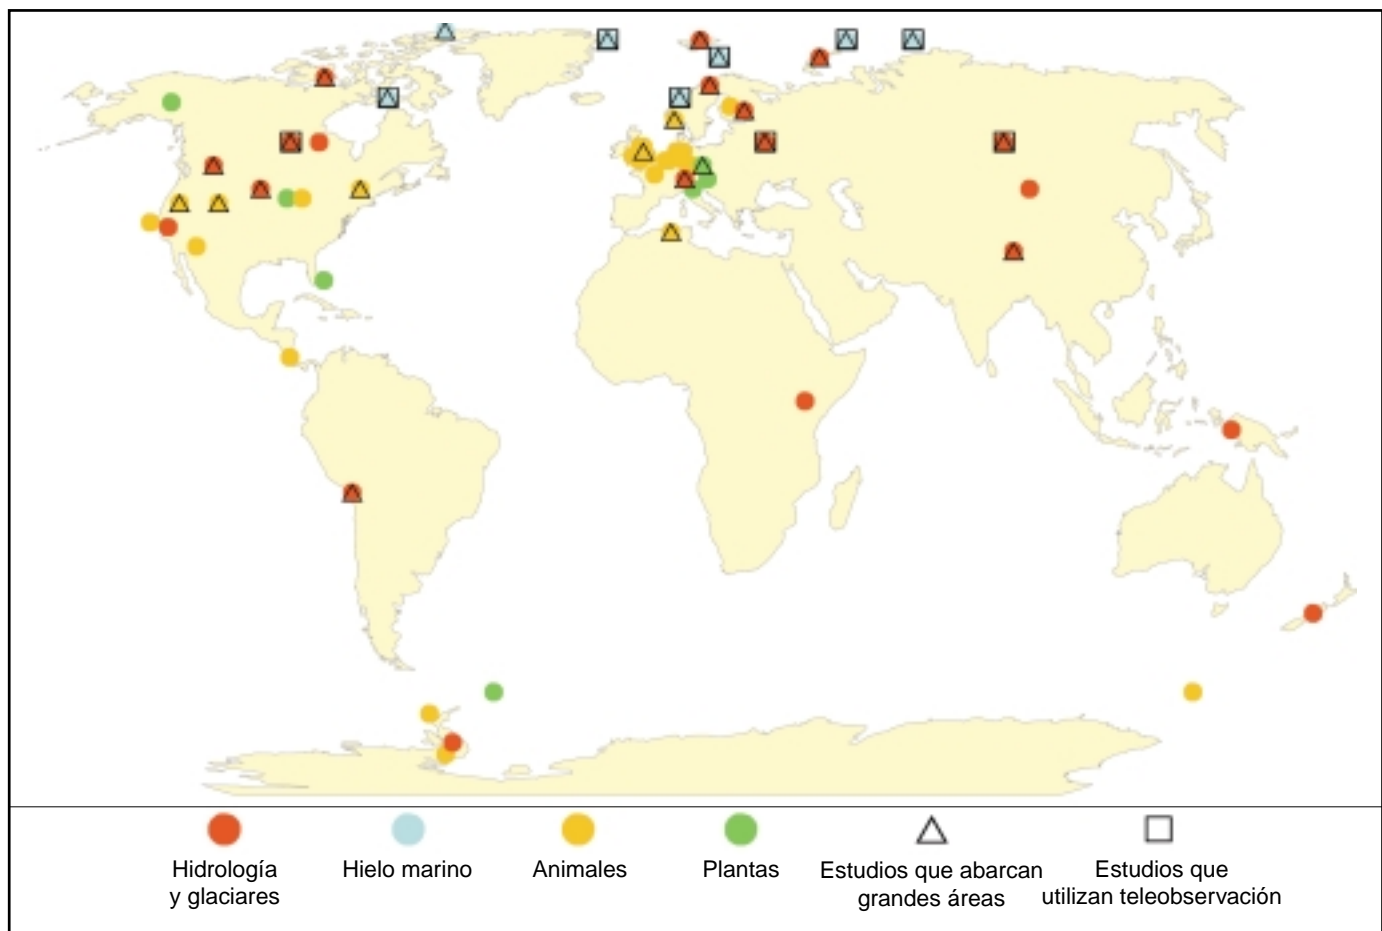 Hidrología
y glaciares
Hielo marino
Animales
Plantas
Estudios que abarcan
grandes áreas
Estudios que
utilizan teleobservación